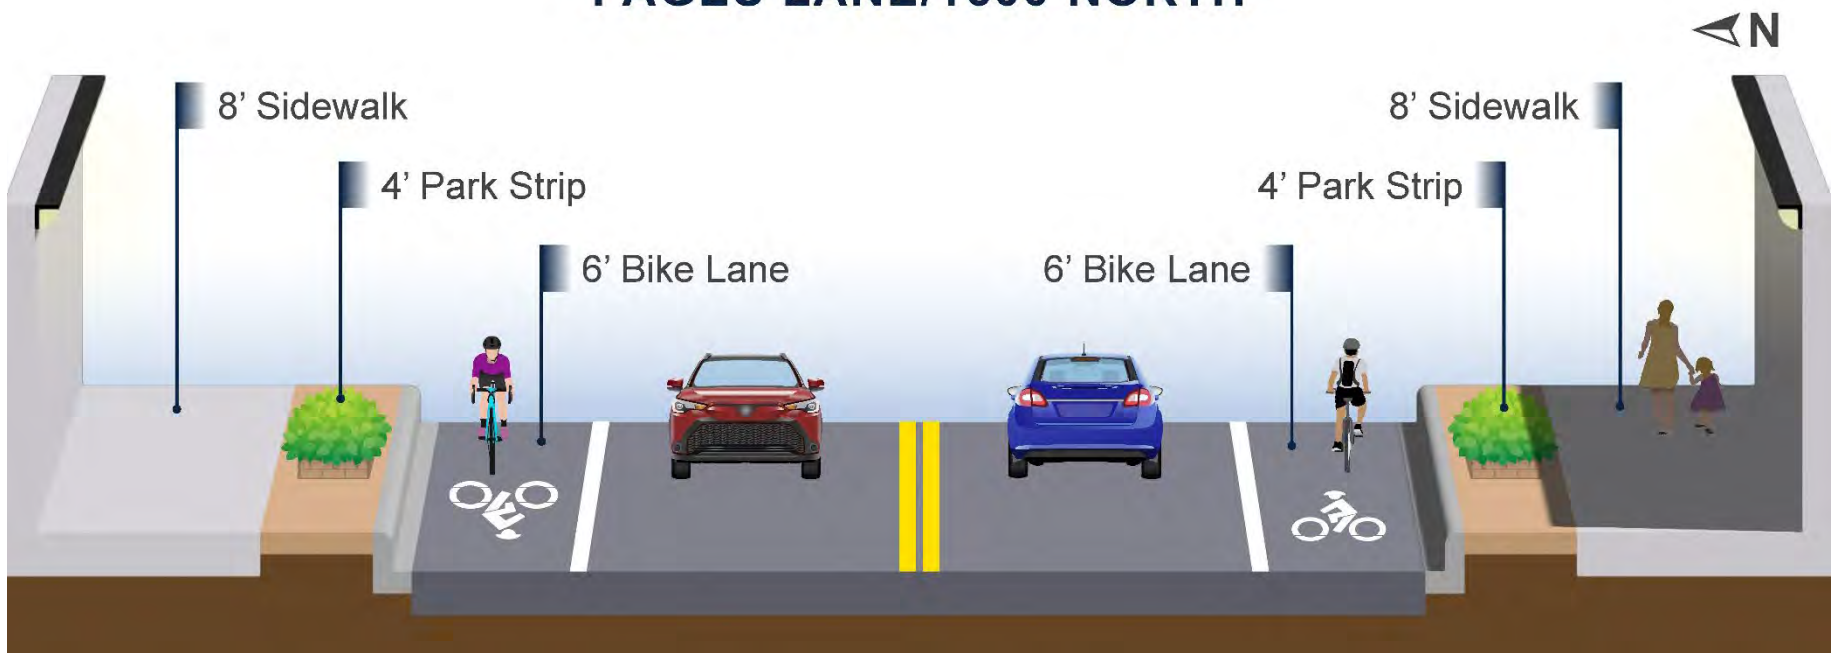 N
8’ Sidewalk
8’ Sidewalk
4’ Park Strip
4’ Park Strip
6’ Bike Lane
6’ Bike Lane